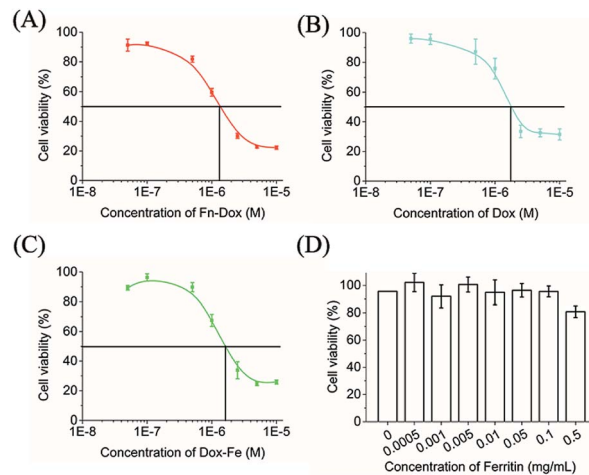 (A)
100
80
60
40
20
0
Cell viability (%)
1E-8 1E-7 1E-6 1E-5
Concentration of Fn-Dox (M)
(B)
100
80
60
40
20
0
Cell viability (%)
1E-8 1E-7 1E-6 1E-5
Concentration of Dox (M)
(C)
100
80
60
40
20
0
Cell viability (%)
1E-8 1E-7 1E-6 1E-5
Concentration of Dox-Fe (M)
(D)
100
80
60
40
20
0
Cell viability (%)
0 0.0005 0.001 0.005 0.01 0.05 0.1 0.5
Concentration of Ferritin (mg/mL)